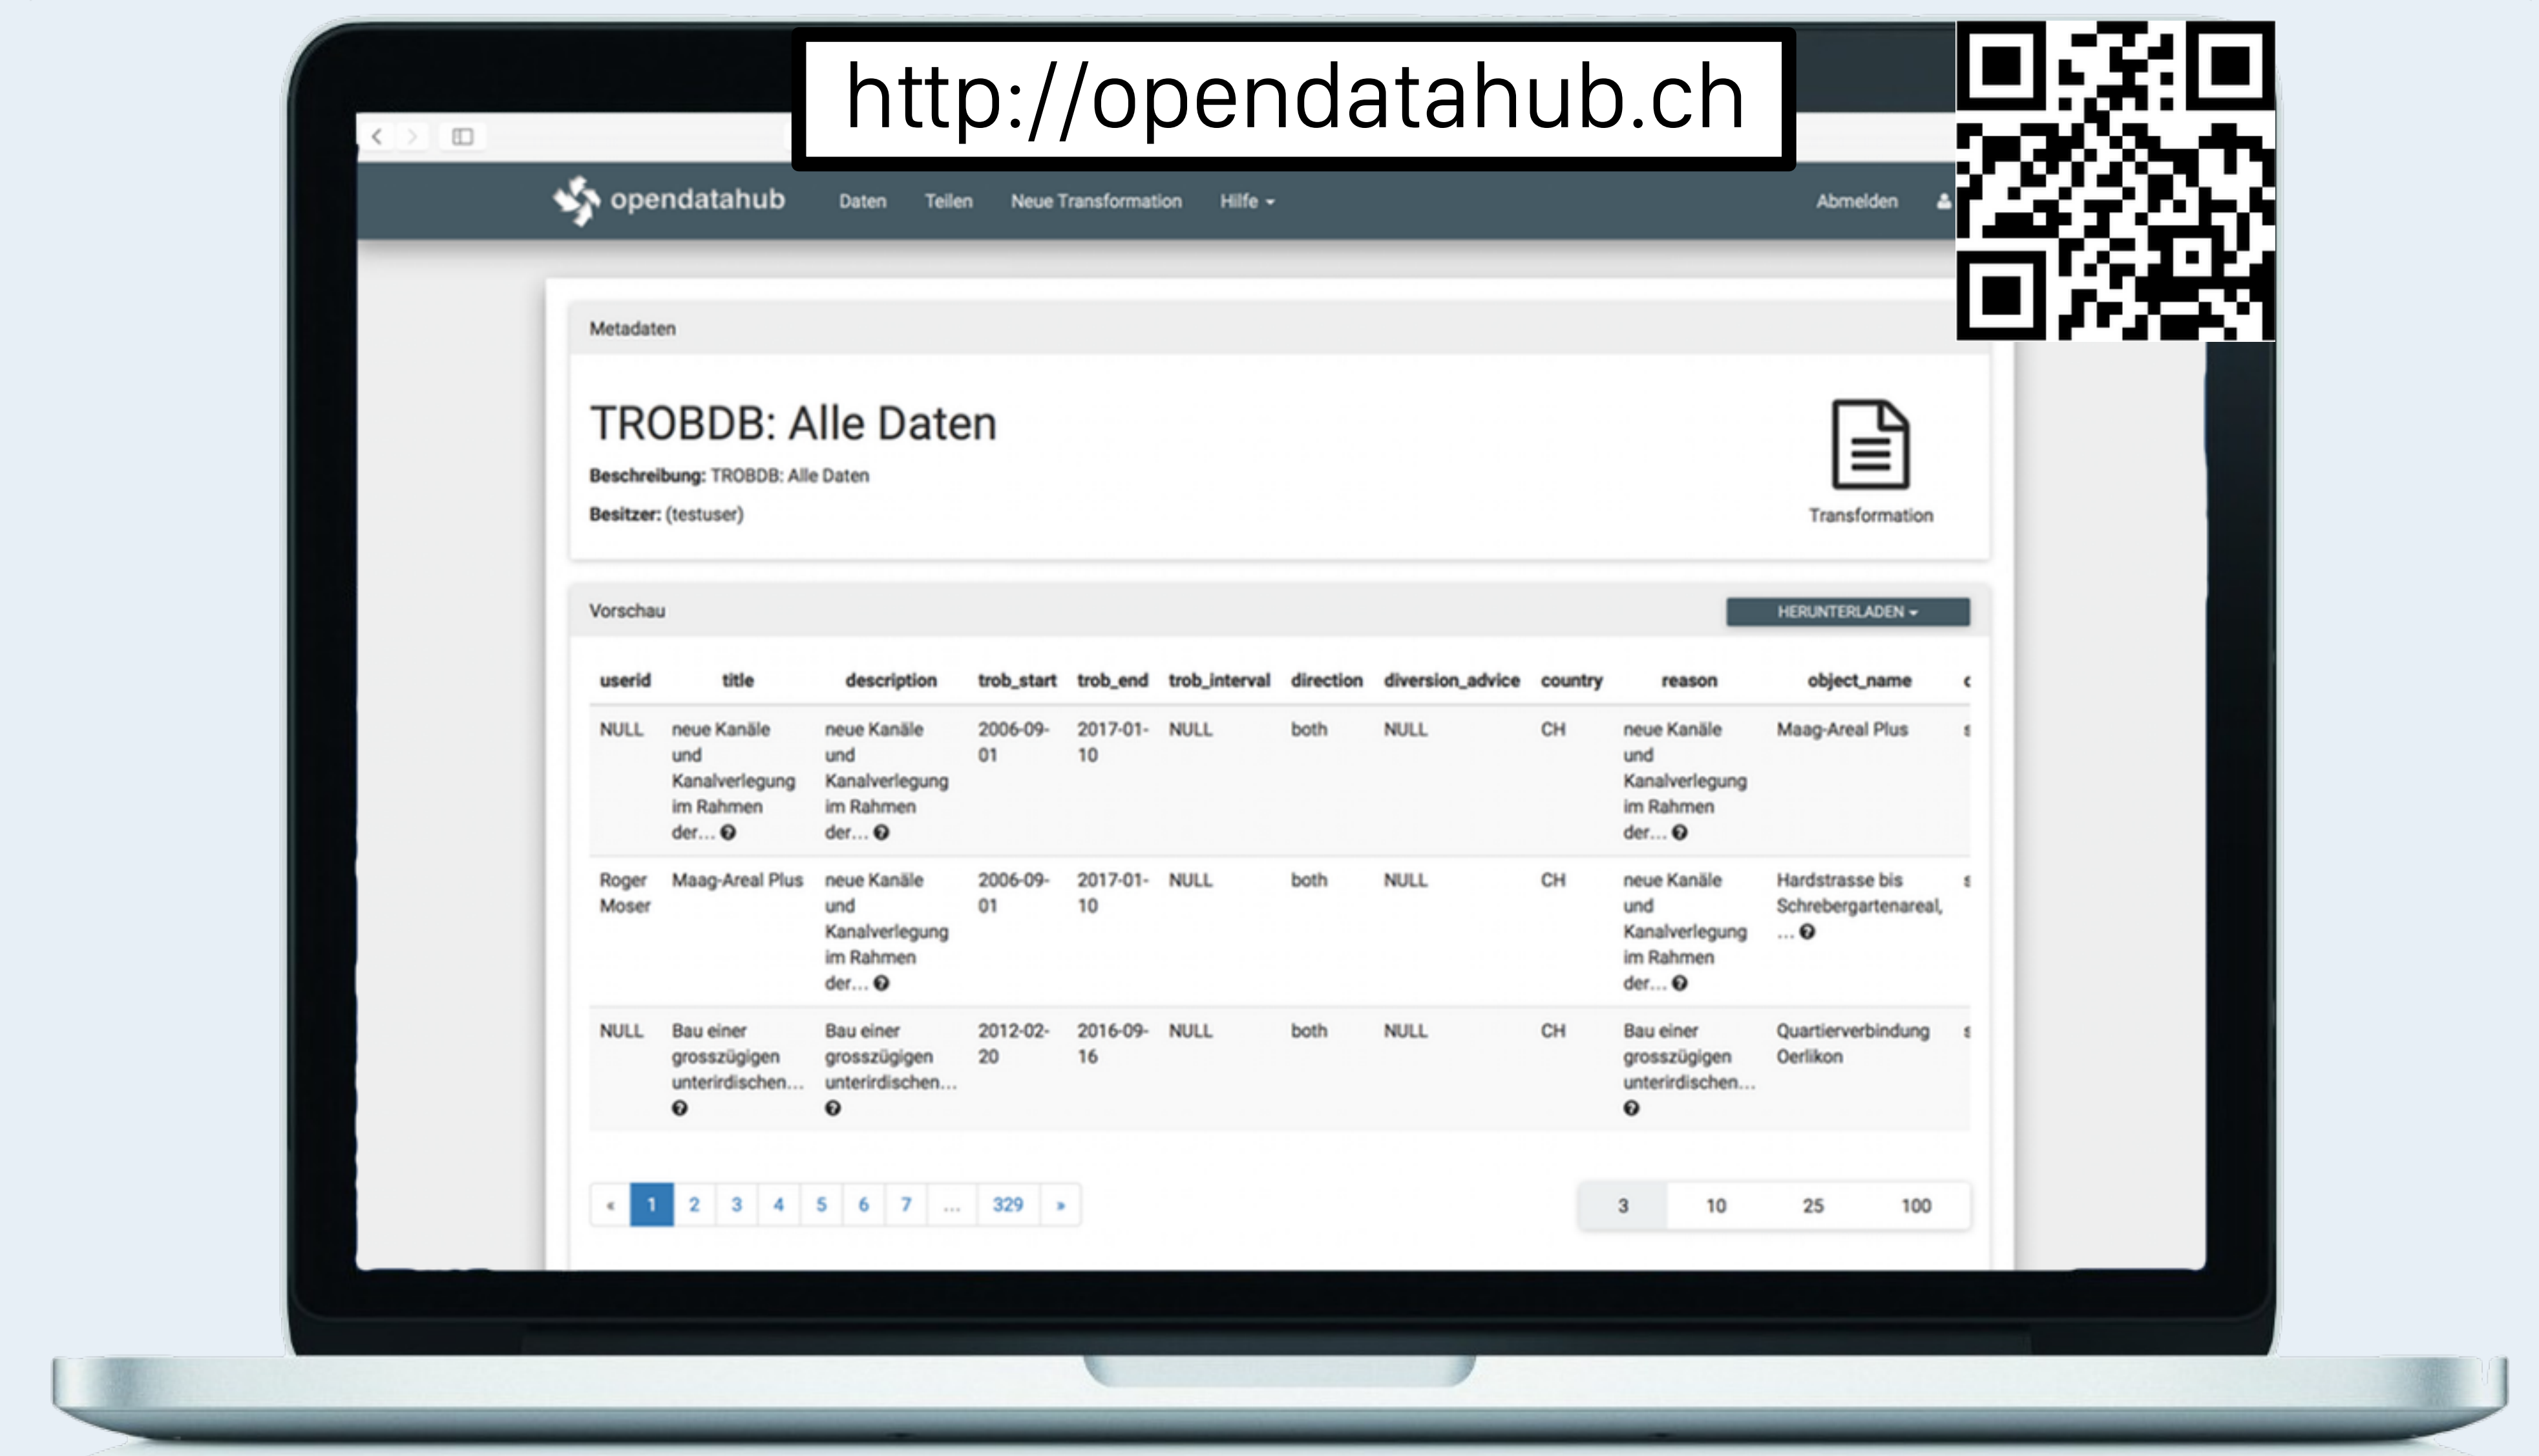 http://opendatahub.ch
opendatahub Daten Teilen Neue Transformation Hilfe Abmelden
Metadaten
TROBDB: Alle Daten
Beschreibung: TROBDB: Alle Daten
Besitzer: (testuser)
Transformation
Vorschau HERUNTERLADEN
userid title description trob_start trob_end trob_interval direction diversion_advice country reason object_name
NULL neue Kanäle neue Kanäle 2006-09- 2017-01- NULL both NULL CH neue Kanäle Maag-Areal Plus
und und 01 10 und
Kanalverlegung Kanalverlegung Kanalverlegung
im Rahmen im Rahmen im Rahmen
der... der... der...
Roger Maag-Areal Plus neue Kanäle 2006-09- 2017-01- NULL both NULL CH neue Kanäle Hardstrasse bis
Moser und 01 10 und Schrebergartenareal,
Kanalverlegung Kanalverlegung ...
im Rahmen im Rahmen
der... der...
NULL Bau einer Bau einer 2012-02- 2016-09- NULL both NULL CH Bau einer Quartierverbindung
grosszügigen grosszügigen 20 16 grosszügigen Oerlikon
unterirdischen... unterirdischen... unterirdischen...
« 1 2 3 4 5 6 7 ... 329 » 3 10 25 100